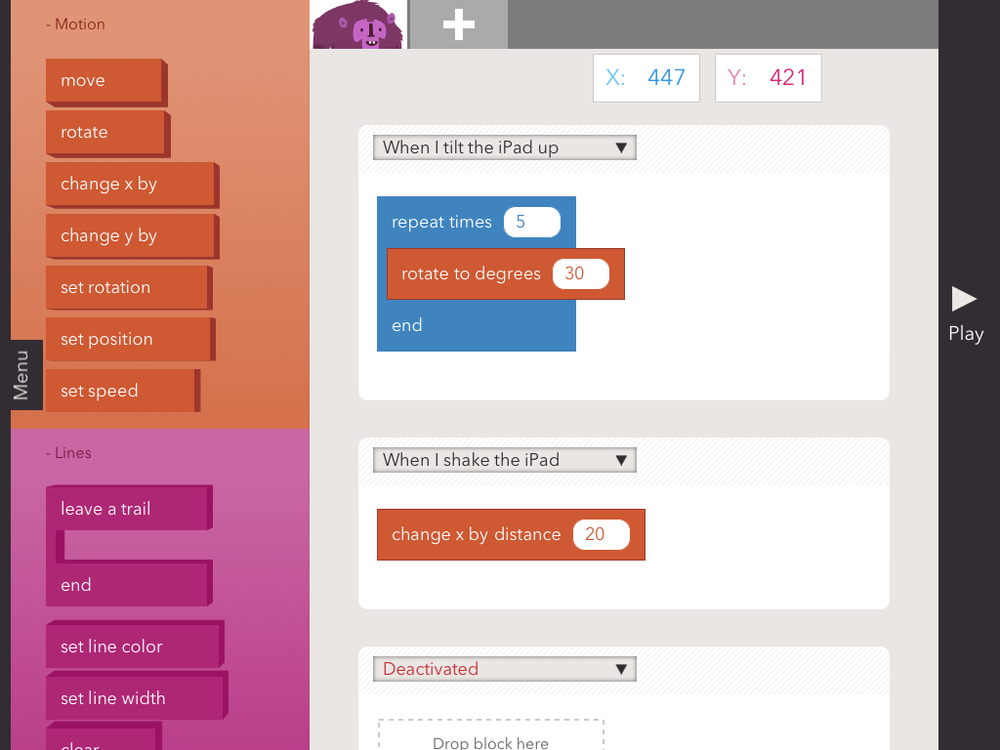 - Motion
move
rotate
change x by
change y by
set rotation
set position
set speed
Menu
- Lines
leave a trail
end
set line color
set line width
clear
X: 447
Y: 421
When I tilt the iPad up ▼
repeat times 5
rotate to degrees 30
end
When I shake the iPad ▼
change x by distance 20
Deactivated ▼
Drop block here
Play